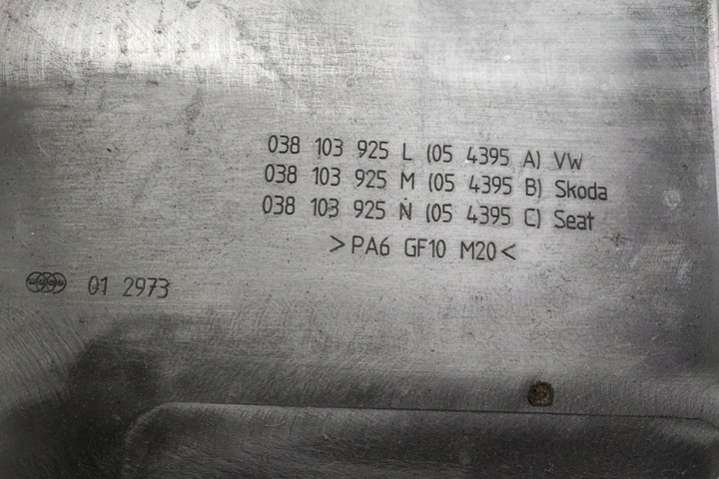 038 103 925 L (05 4395 A) VW
038 103 925 M (05 4395 B) Skoda
038 103 925 N (05 4395 C) Seat
>PA6 GF10 M20<
01 2973